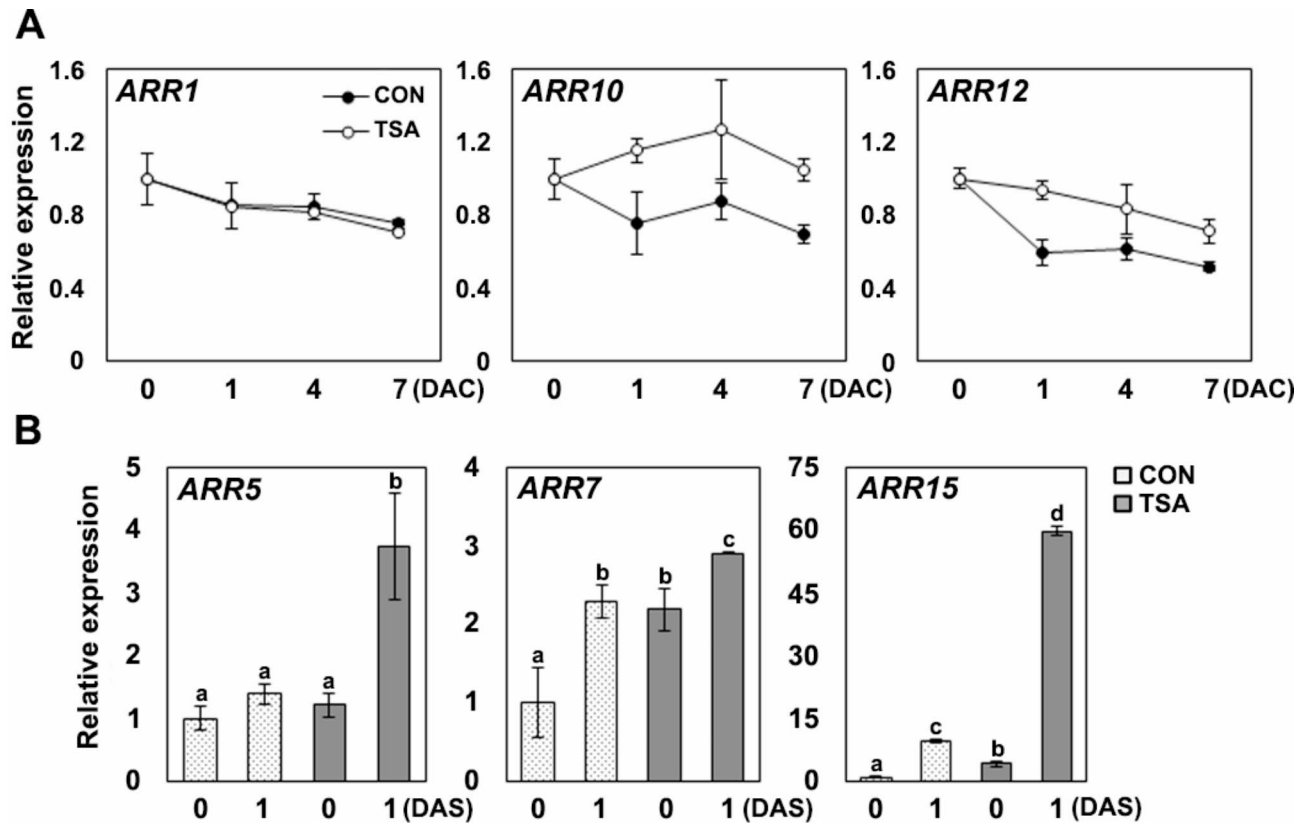 A
Relative expression
1.6
1.2
0.8
0.4
0
ARR1
CON
TSA
0 1 4 7 (DAC)
1.6
1.2
0.8
0.4
0
ARR10
0 1 4 7 (DAC)
1.6
1.2
0.8
0.4
0
ARR12
0 1 4 7 (DAC)
B
Relative expression
5
4
3
2
1
0
ARR5
a a a b
0 1 0 1 (DAS)
4
3
2
1
0
ARR7
a b b c
0 1 0 1 (DAS)
75
60
45
30
15
0
ARR15
a c b d
0 1 0 1 (DAS)
CON
TSA